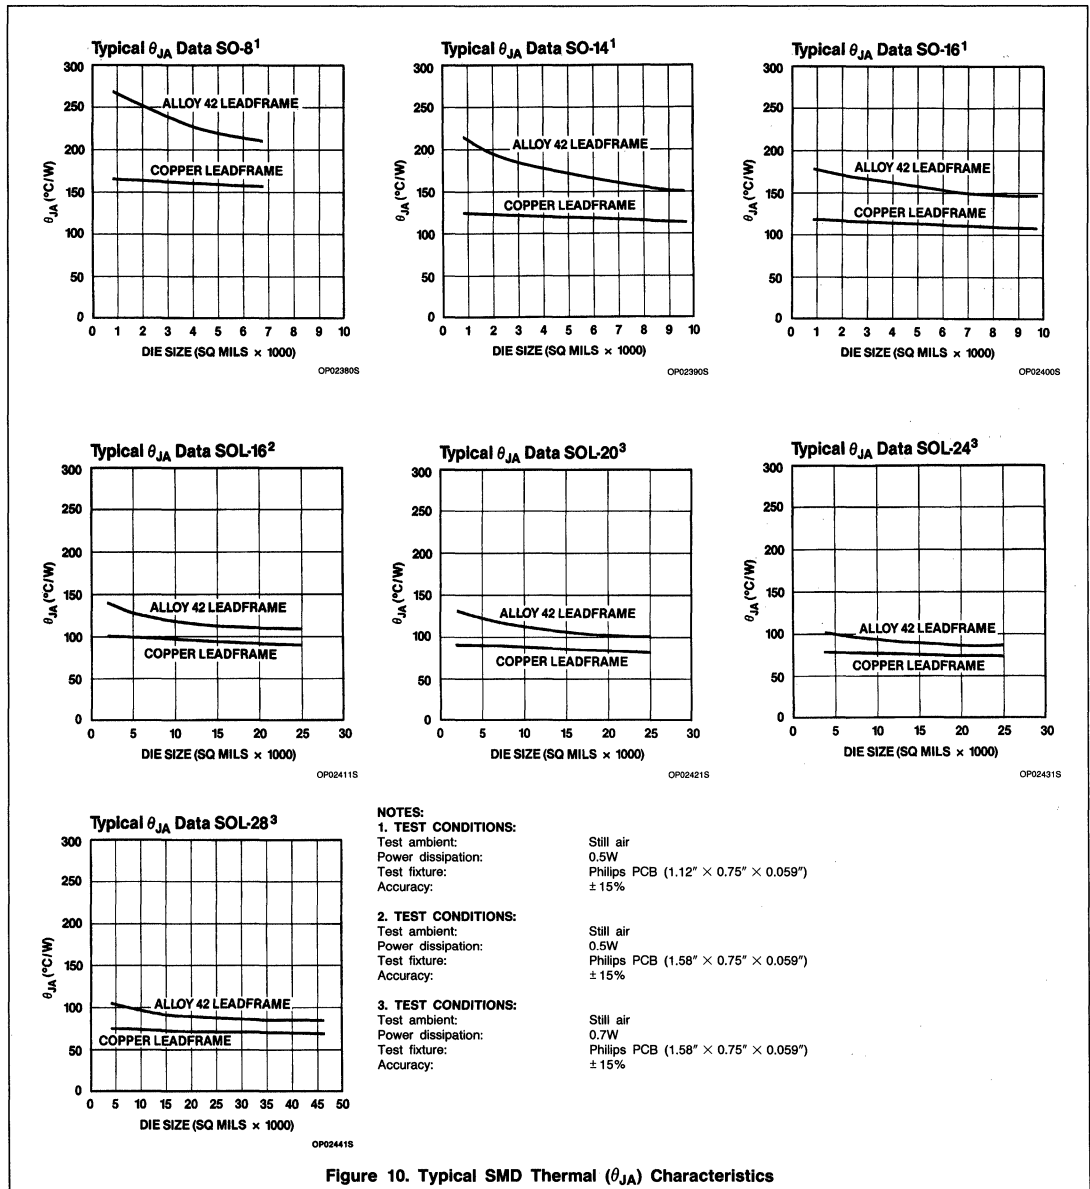 Typical θJA Data SO-8¹
300
250
200
150
100
50
0
θJA (°C/W)
ALLOY 42 LEADFRAME
COPPER LEADFRAME
0 1 2 3 4 5 6 7 8 9 10
DIE SIZE (SQ MILS × 1000)
OP02380S
Typical θJA Data SO-14¹
300
250
200
150
100
50
0
θJA (°C/W)
ALLOY 42 LEADFRAME
COPPER LEADFRAME
0 1 2 3 4 5 6 7 8 9 10
DIE SIZE (SQ MILS × 1000)
OP02390S
Typical θJA Data SO-16¹
300
250
200
150
100
50
0
θJA (°C/W)
ALLOY 42 LEADFRAME
COPPER LEADFRAME
0 1 2 3 4 5 6 7 8 9 10
DIE SIZE (SQ MILS × 1000)
OP02400S
Typical θJA Data SOL-16²
300
250
200
150
100
50
0
θJA (°C/W)
ALLOY 42 LEADFRAME
COPPER LEADFRAME
0 5 10 15 20 25 30
DIE SIZE (SQ MILS × 1000)
OP02411S
Typical θJA Data SOL-20³
300
250
200
150
100
50
0
θJA (°C/W)
ALLOY 42 LEADFRAME
COPPER LEADFRAME
0 5 10 15 20 25 30
DIE SIZE (SQ MILS × 1000)
OP02421S
Typical θJA Data SOL-24³
300
250
200
150
100
50
0
θJA (°C/W)
ALLOY 42 LEADFRAME
COPPER LEADFRAME
0 5 10 15 20 25 30
DIE SIZE (SQ MILS × 1000)
OP02431S
Typical θJA Data SOL-28³
300
250
200
150
100
50
0
θJA (°C/W)
ALLOY 42 LEADFRAME
COPPER LEADFRAME
0 5 10 15 20 25 30 35 40 45 50
DIE SIZE (SQ MILS × 1000)
OP02441S
NOTES:
1. TEST CONDITIONS:
Test ambient: Still air
Power dissipation: 0.5W
Test fixture: Philips PCB (1.12″ × 0.75″ × 0.059″)
Accuracy: ±15%
2. TEST CONDITIONS:
Test ambient: Still air
Power dissipation: 0.5W
Test fixture: Philips PCB (1.58″ × 0.75″ × 0.059″)
Accuracy: ±15%
3. TEST CONDITIONS:
Test ambient: Still air
Power dissipation: 0.7W
Test fixture: Philips PCB (1.58″ × 0.75″ × 0.059″)
Accuracy: ±15%
Figure 10. Typical SMD Thermal (θJA) Characteristics